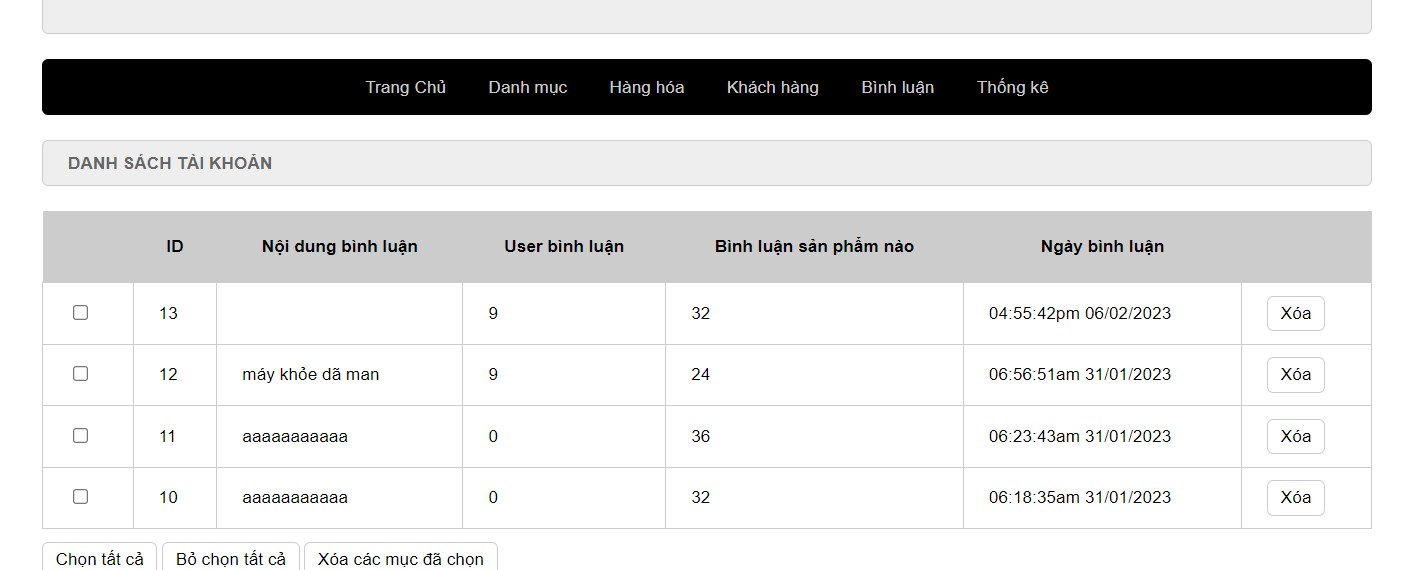 Trang Chủ Danh mục Hàng hóa Khách hàng Bình luận Thống kê
DANH SÁCH TÀI KHOẢN
ID Nội dung bình luận User bình luận Bình luận sản phẩm nào Ngày bình luận
13 9 32 04:55:42pm 06/02/2023 Xóa
12 máy khỏe dã man 9 24 06:56:51am 31/01/2023 Xóa
11 aaaaaaaaaaa 0 36 06:23:43am 31/01/2023 Xóa
10 aaaaaaaaaaa 0 32 06:18:35am 31/01/2023 Xóa
Chọn tất cả Bỏ chọn tất cả Xóa các mục đã chọn